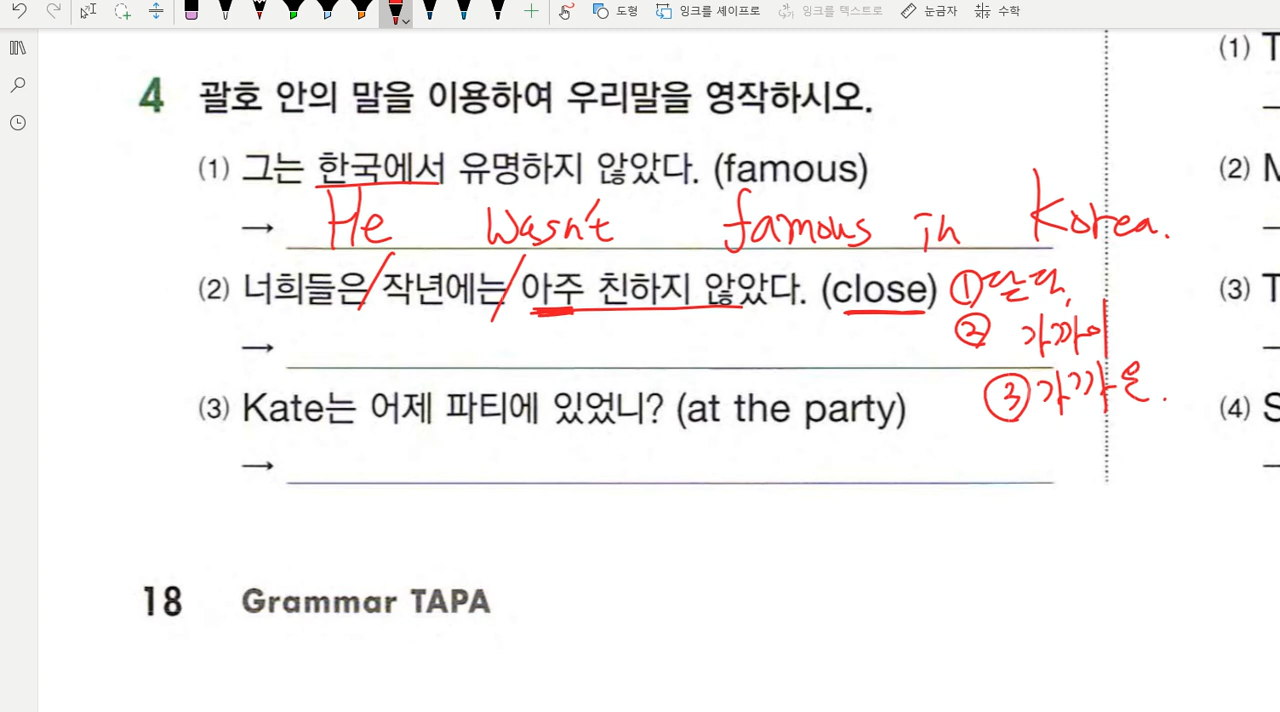 도형 잉크를 셰이프로 잉크를 텍스트로 눈금자 수학
4 괄호 안의 말을 이용하여 우리말을 영작하시오.
(1) 그는 한국에서 유명하지 않았다. (famous)
→ He wasn't famous in Korea.
(2) 너희들은/작년에는/아주 친하지 않았다. (close) ①닫다,
② 가까이
→
③ 가까운.
(3) Kate는 어제 파티에 있었니? (at the party)
→
18 Grammar TAPA
(1) T
(2) M
(3) T
(4) S